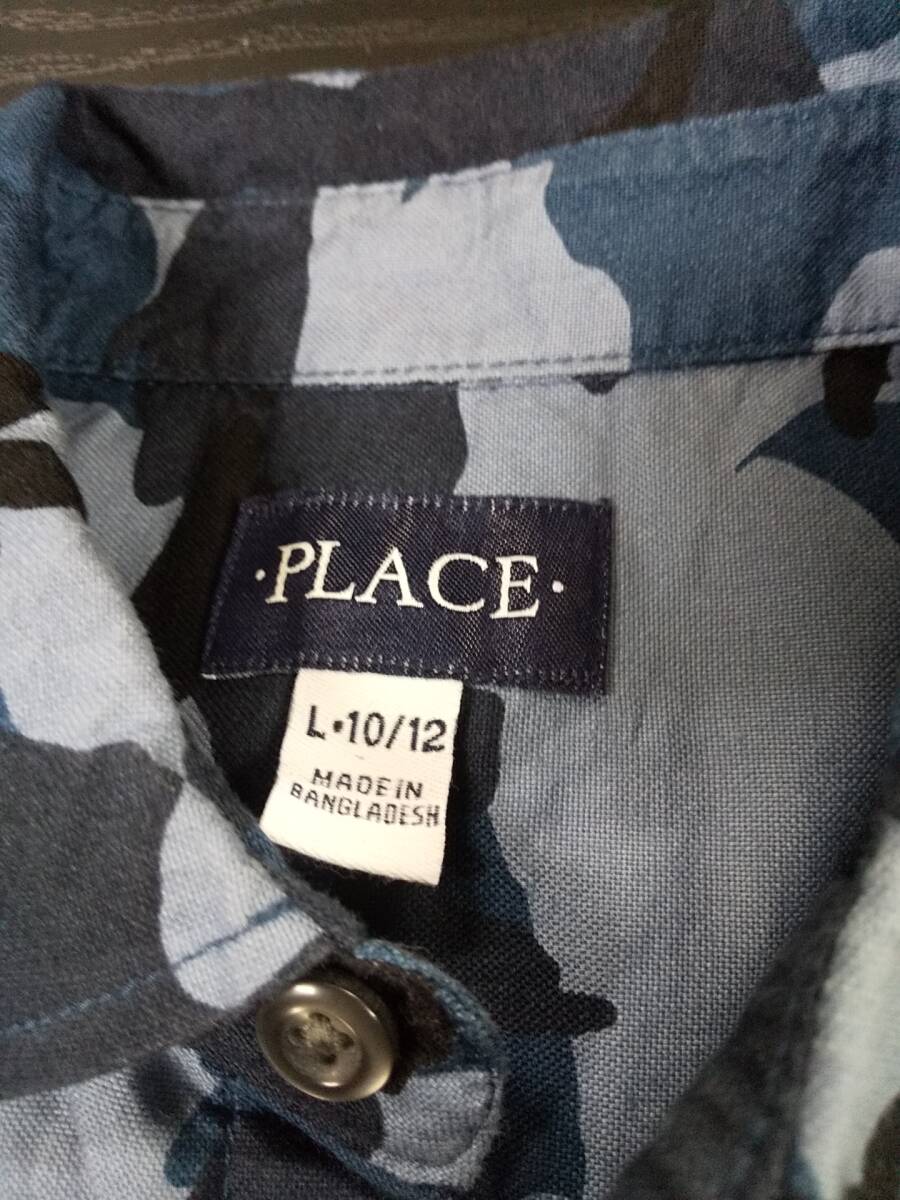 ·PLACE·
L·10/12
MADE IN
BANGLADESH